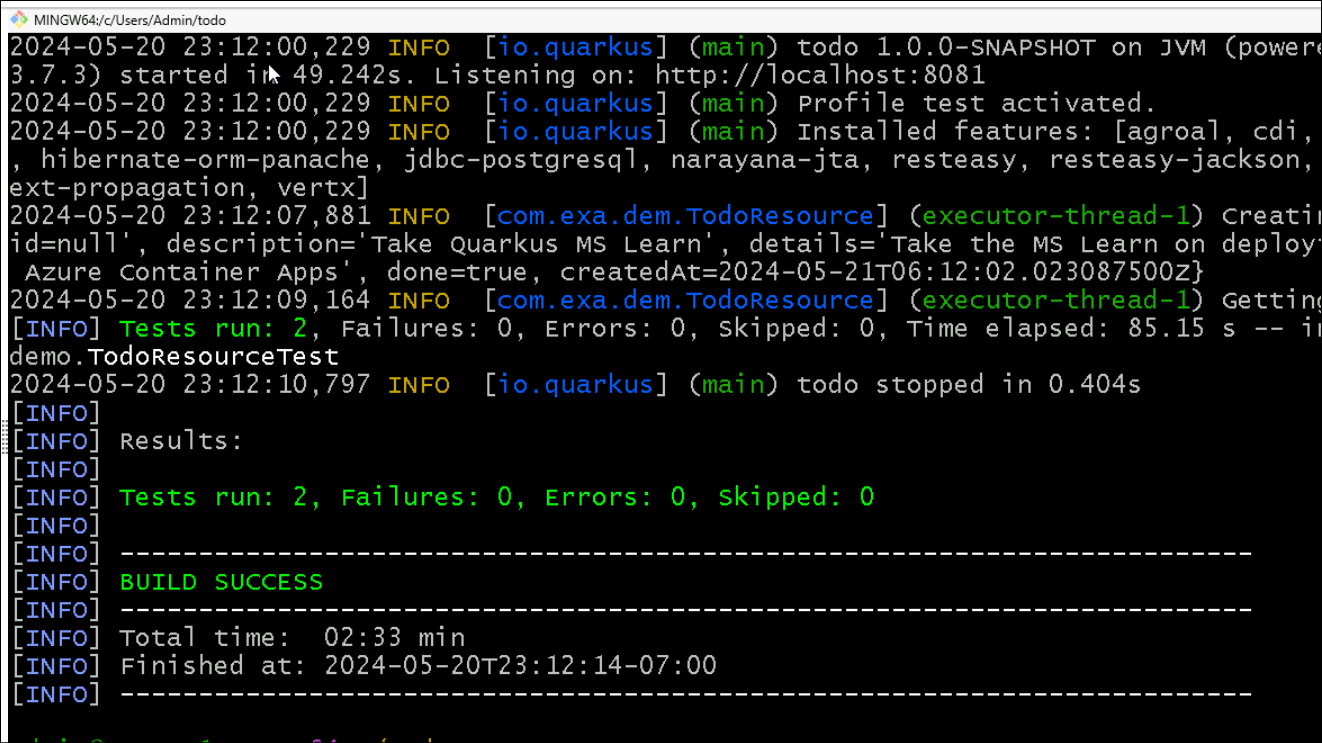 MINGW64:/c/Users/Admin/todo
2024-05-20 23:12:00,229 INFO  [io.quarkus] (main) todo 1.0.0-SNAPSHOT on JVM
3.7.3) started in 49.242s. Listening on: http://localhost:8081
2024-05-20 23:12:00,229 INFO  [io.quarkus] (main) Profile test activated.
2024-05-20 23:12:00,229 INFO  [io.quarkus] (main) Installed features: [agroal, cdi,
, hibernate-orm-panache, jdbc-postgresql, narayana-jta, resteasy, resteasy-jackson,
ext-propagation, vertx]
2024-05-20 23:12:07,881 INFO  [com.exa.dem.TodoResource] (executor-thread-1)
id=null', description='Take Quarkus MS Learn', details='Take the MS Learn on
Azure Container Apps', done=true, createdAt=2024-05-21T06:12:02.023087500Z}
2024-05-20 23:12:09,164 INFO  [com.exa.dem.TodoResource] (executor-thread-1)
[INFO] Tests run: 2, Failures: 0, Errors: 0, Skipped: 0, Time elapsed: 85.15 s --
demo.TodoResourceTest
2024-05-20 23:12:10,797 INFO  [io.quarkus] (main) todo stopped in 0.404s
[INFO]
[INFO] Results:
[INFO]
[INFO] Tests run: 2, Failures: 0, Errors: 0, Skipped: 0
[INFO]
[INFO] ------------------------------------------------------------------------
[INFO] BUILD SUCCESS
[INFO] ------------------------------------------------------------------------
[INFO] Total time:  02:33 min
[INFO] Finished at: 2024-05-20T23:12:14-07:00
[INFO] ------------------------------------------------------------------------